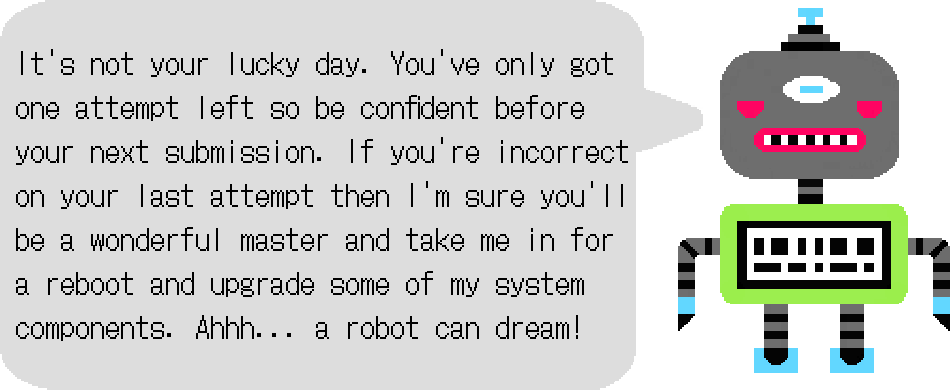 It's not your lucky day. You've only got
one attempt left so be confident before
your next submission. If you're incorrect
on your last attempt then I'm sure you'll
be a wonderful master and take me in for
a reboot and upgrade some of my system
components. Ahhh... a robot can dream!